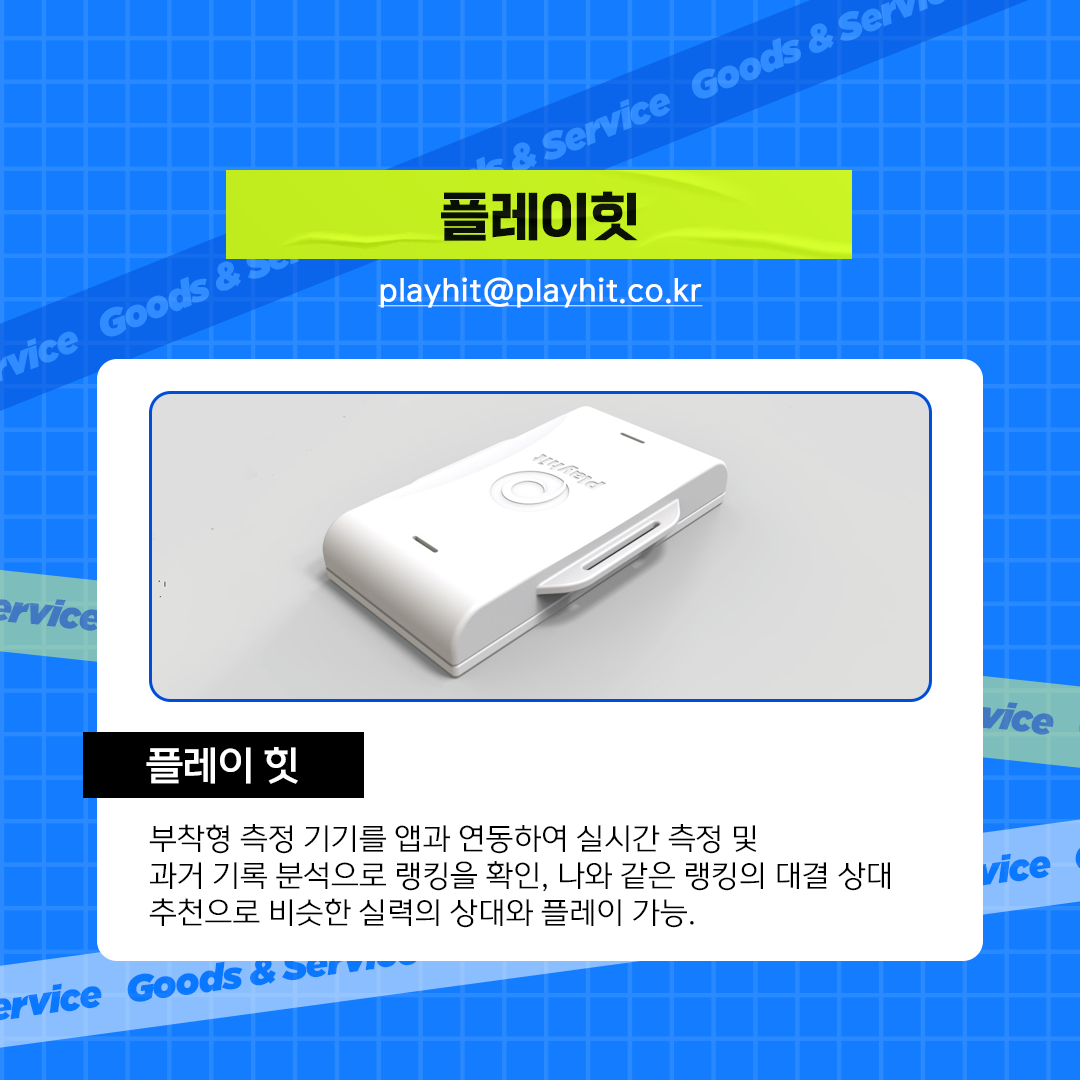 Goods & Service
Goods & Service
플레이힛
playhit@playhit.co.kr
Goods & Se
rvice
playhit
ervice
vice
플레이 힛
부착형 측정 기기를 앱과 연동하여 실시간 측정 및
과거 기록 분석으로 랭킹을 확인, 나와 같은 랭킹의 대결 상대
추천으로 비슷한 실력의 상대와 플레이 가능.
vice
ervice Goods & Service